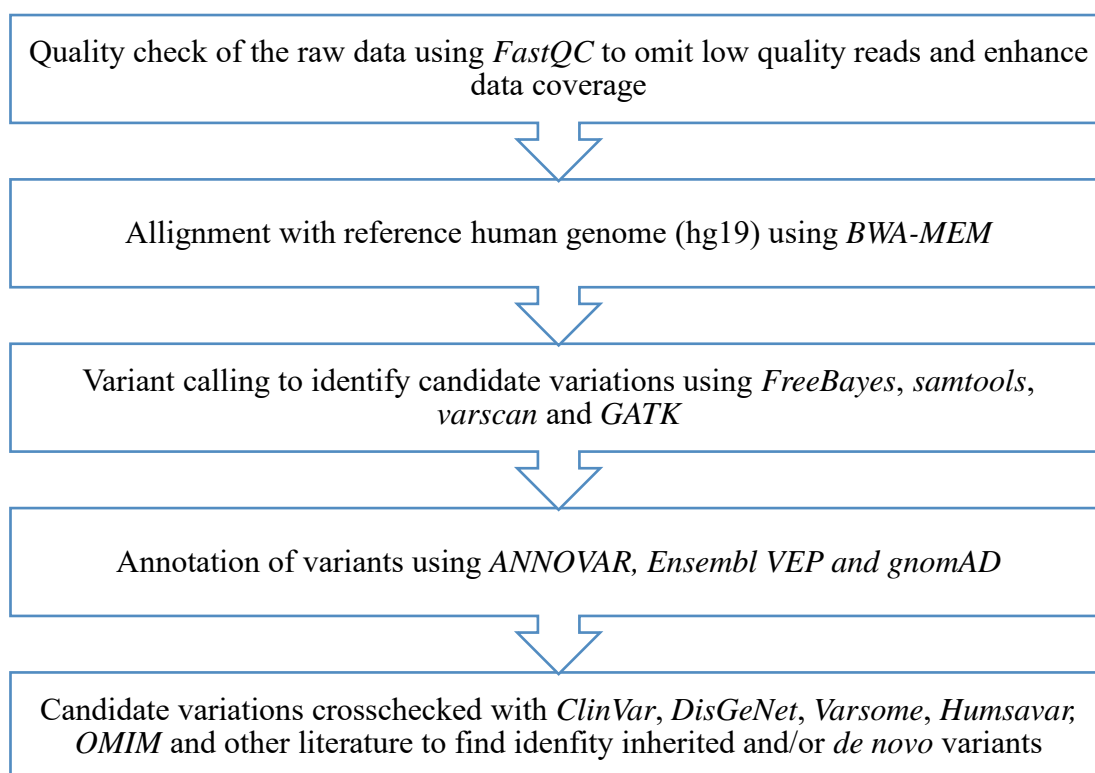 Quality check of the raw data using FastQC to omit low quality reads and enhance
data coverage
Allignment with reference human genome (hg19) using BWA-MEM
Variant calling to identify candidate variations using FreeBayes, samtools,
varscan and GATK
Annotation of variants using ANNOVAR, Ensembl VEP and gnomAD
Candidate variations crosschecked with ClinVar, DisGeNet, Varsome, Humsavar,
OMIM and other literature to find idenfity inherited and/or de novo variants